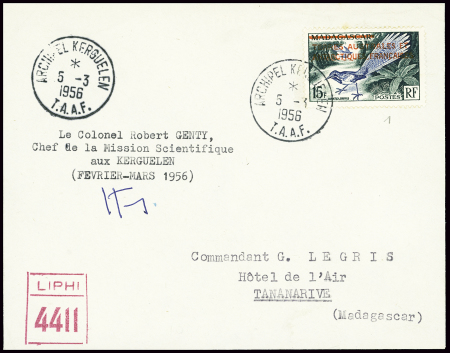 ARCHIPEL KERGUELEN
5 -3
1956
T.A.A.F.
MADAGASCAR
TERRES AUSTRALES ET
ANTARCTIQUES FRANÇAISES
15F
POSTES
RF
ARCHIPEL KERGUELEN
5 -3
1956
T.A.A.F.
1
Le Colonel Robert GENTY,
Chef de la Mission Scientifique
aux KERGUELEN
(FEVRIER-MARS 1956)
Commandant G. LEGRIS
Hôtel de l'Air
TANANARIVE
(Madagascar)
LIPHI
4411